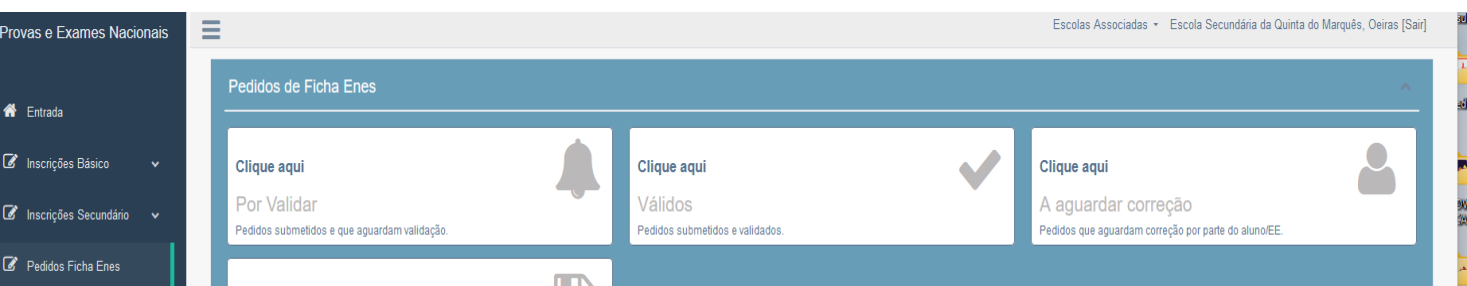 Provas e Exames Nacionais
Escolas Associadas Escola Secundária da Quinta do Marquês, Oeiras [Sair]
Entrada
Inscrições Básico
Inscrições Secundário
Pedidos Ficha Enes
Pedidos de Ficha Enes
Clique aqui
Por Validar
Pedidos submetidos e que aguardam validação.
Clique aqui
Válidos
Pedidos submetidos e validados.
Clique aqui
A aguardar correção
Pedidos que aguardam correção por parte do aluno/EE.